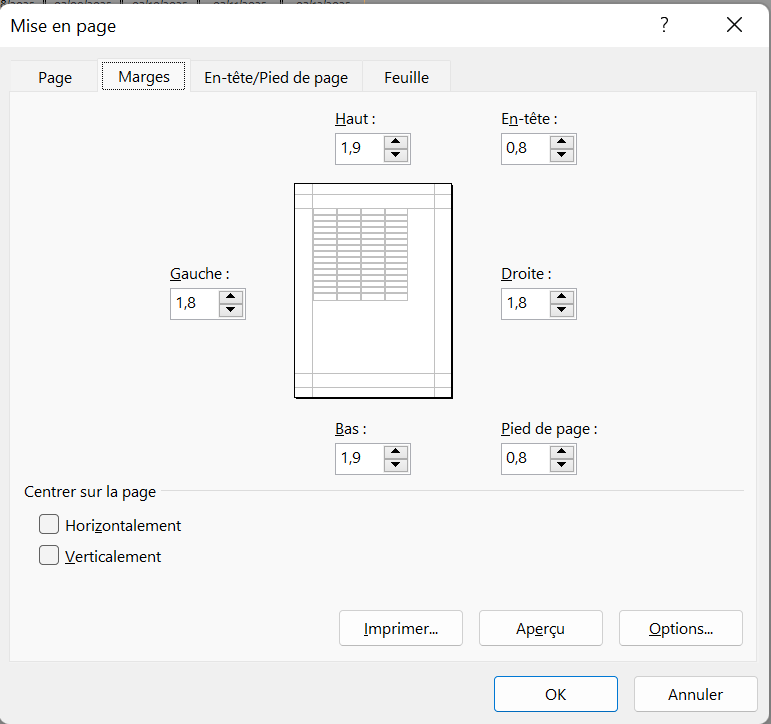 Mise en page ?
Page Marges En-tête/Pied de page Feuille
Haut : En-tête :
1,9 0,8
Gauche : Droite :
1,8 1,8
Bas : Pied de page :
1,9 0,8
Centrer sur la page
Horizontalement
Verticalement
Imprimer... Aperçu Options...
OK Annuler